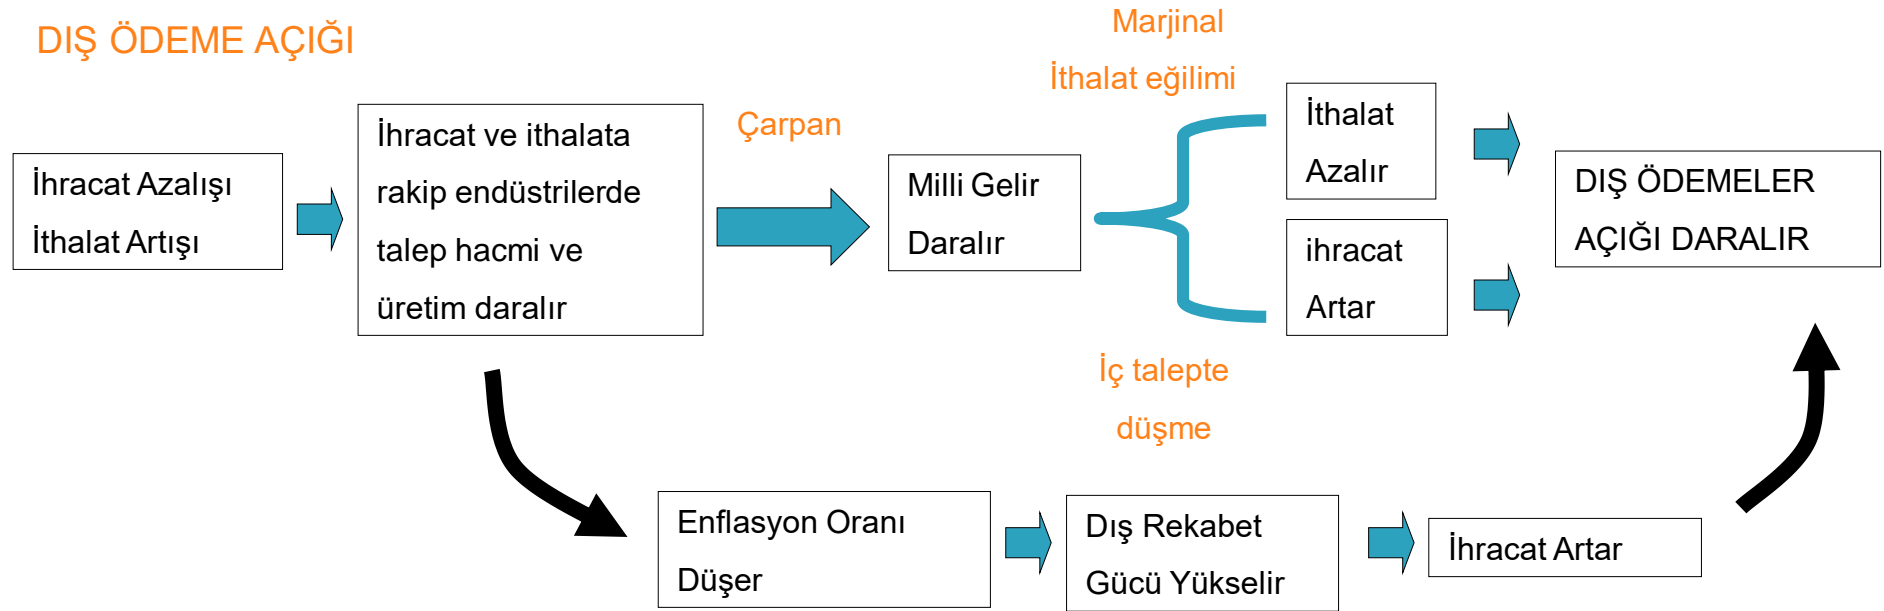 DIŞ ÖDEME AÇIĞI
İhracat Azalışı
İthalat Artışı
İhracat ve ithalata
rakip endüstrilerde
talep hacmi ve
üretim daralır
Çarpan
Milli Gelir
Daralır
Marjinal
İthalat eğilimi
İthalat
Azalır
ihracat
Artar
İç talepte
düşme
DIŞ ÖDEMELER
AÇIĞI DARALIR
Enflasyon Oranı
Düşer
Dış Rekabet
Gücü Yükselir
İhracat Artar